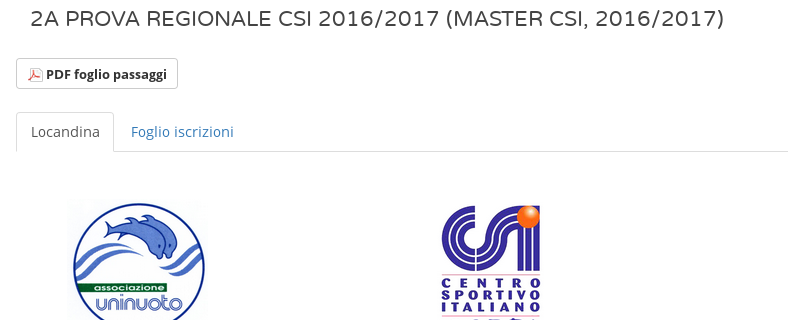 2A PROVA REGIONALE CSI 2016/2017 (MASTER CSI, 2016/2017)
PDF foglio passaggi
Locandina Foglio iscrizioni
associazione
uninuoto
CSI
CENTRO
SPORTIVO
ITALIANO